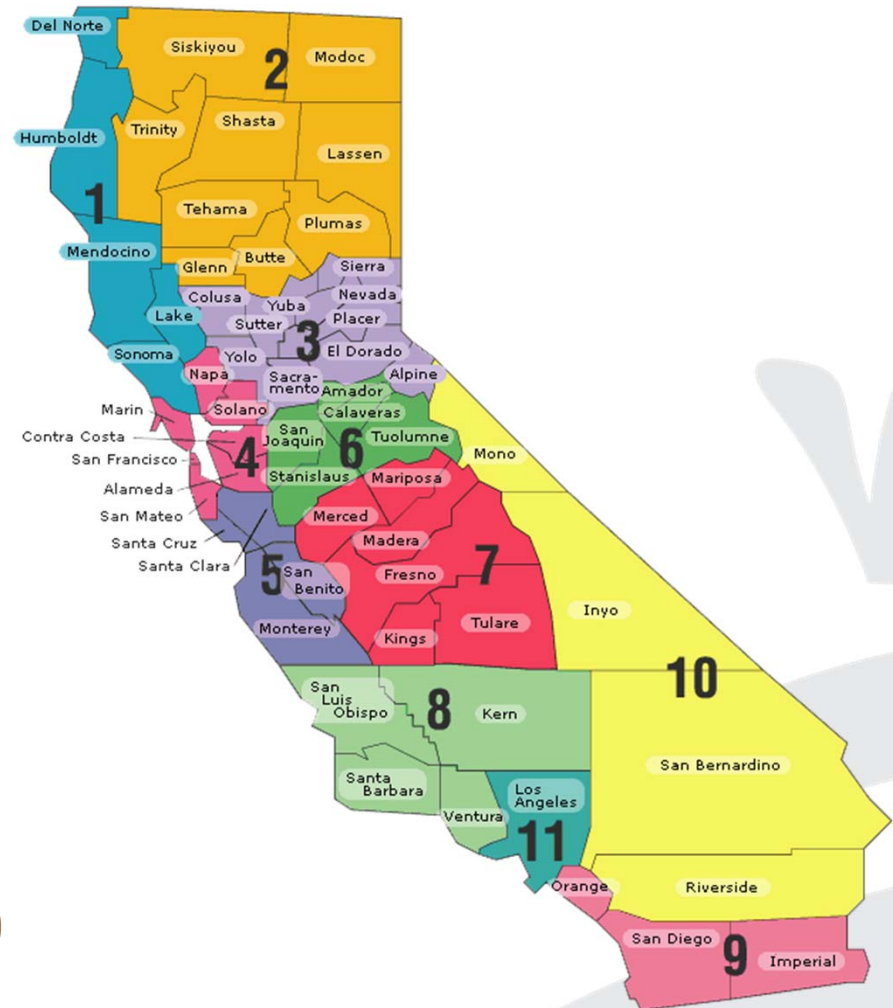 Del Norte
Siskiyou
2
Modoc
Humboldt
Trinity
Shasta
Lassen
1
Tehama
Plumas
Mendocino
Glenn
Butte
Sierra
Colusa
Yuba
Nevada
Lake
Sutter
Placer
3
Sonoma
Yolo
El Dorado
Napa
Sacra-
mento
Alpine
Amador
Marin
Solano
Calaveras
Contra Costa
San
Joaquin
6
Tuolumne
San Francisco
4
Mono
Alameda
Stanislaus
Mariposa
San Mateo
Merced
Santa Cruz
Madera
Santa Clara
5
San
Benito
Fresno
7
Inyo
Monterey
Kings
Tulare
10
San
Luis
Obispo
8
Kern
San Bernardino
Santa
Barbara
Ventura
Los
Angeles
11
Orange
Riverside
San Diego
9
Imperial